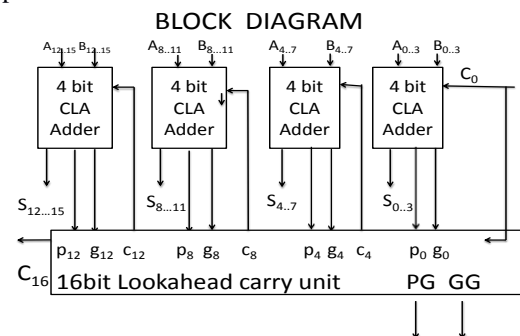 BLOCK DIAGRAM
A12...15 B12...15 A8...11 B8...11 A4..7 B4..7 A0..3 B0..3
4 bit CLA Adder
4 bit CLA Adder
4 bit CLA Adder
4 bit CLA Adder
C0
S12...15 S8...11 S4..7 S0..3
p12 g12 c12 p8 g8 c8 p4 g4 c4 p0 g0
C16 16bit Lookahead carry unit PG GG